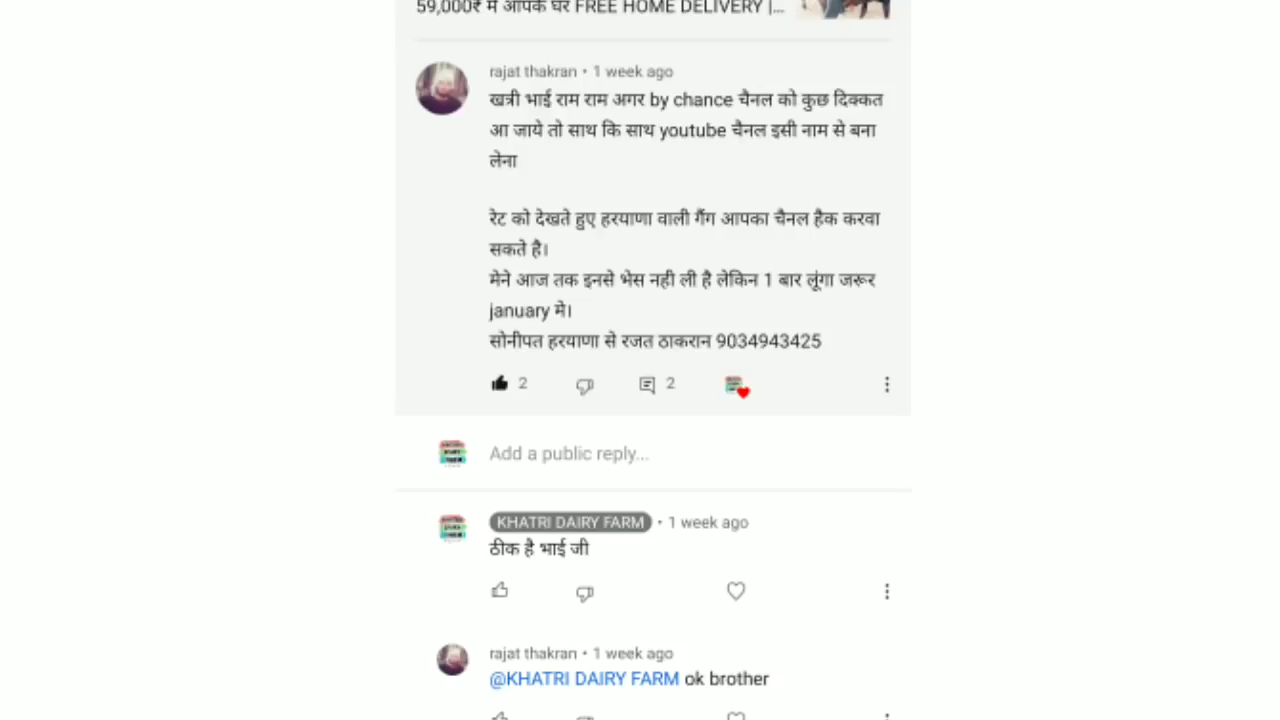 59,000₹ में आपके घर FREE HOME DELIVERY |...
rajat thakran • 1 week ago
खत्री भाई राम राम अगर by chance चैनल को कुछ दिक्कत
आ जाये तो साथ कि साथ youtube चैनल इसी नाम से बना
लेना
रेट को देखते हुए हरयाणा वाली गैंग आपका चैनल हैक करवा
सकते है।
मेने आज तक इनसे भेस नही ली है लेकिन 1 बार लूंगा जरूर
january मे।
सोनीपत हरयाणा से रजत ठाकरान 9034943425
2 2
Add a public reply...
KHATRI DAIRY FARM • 1 week ago
ठीक है भाई जी
rajat thakran • 1 week ago
@KHATRI DAIRY FARM ok brother